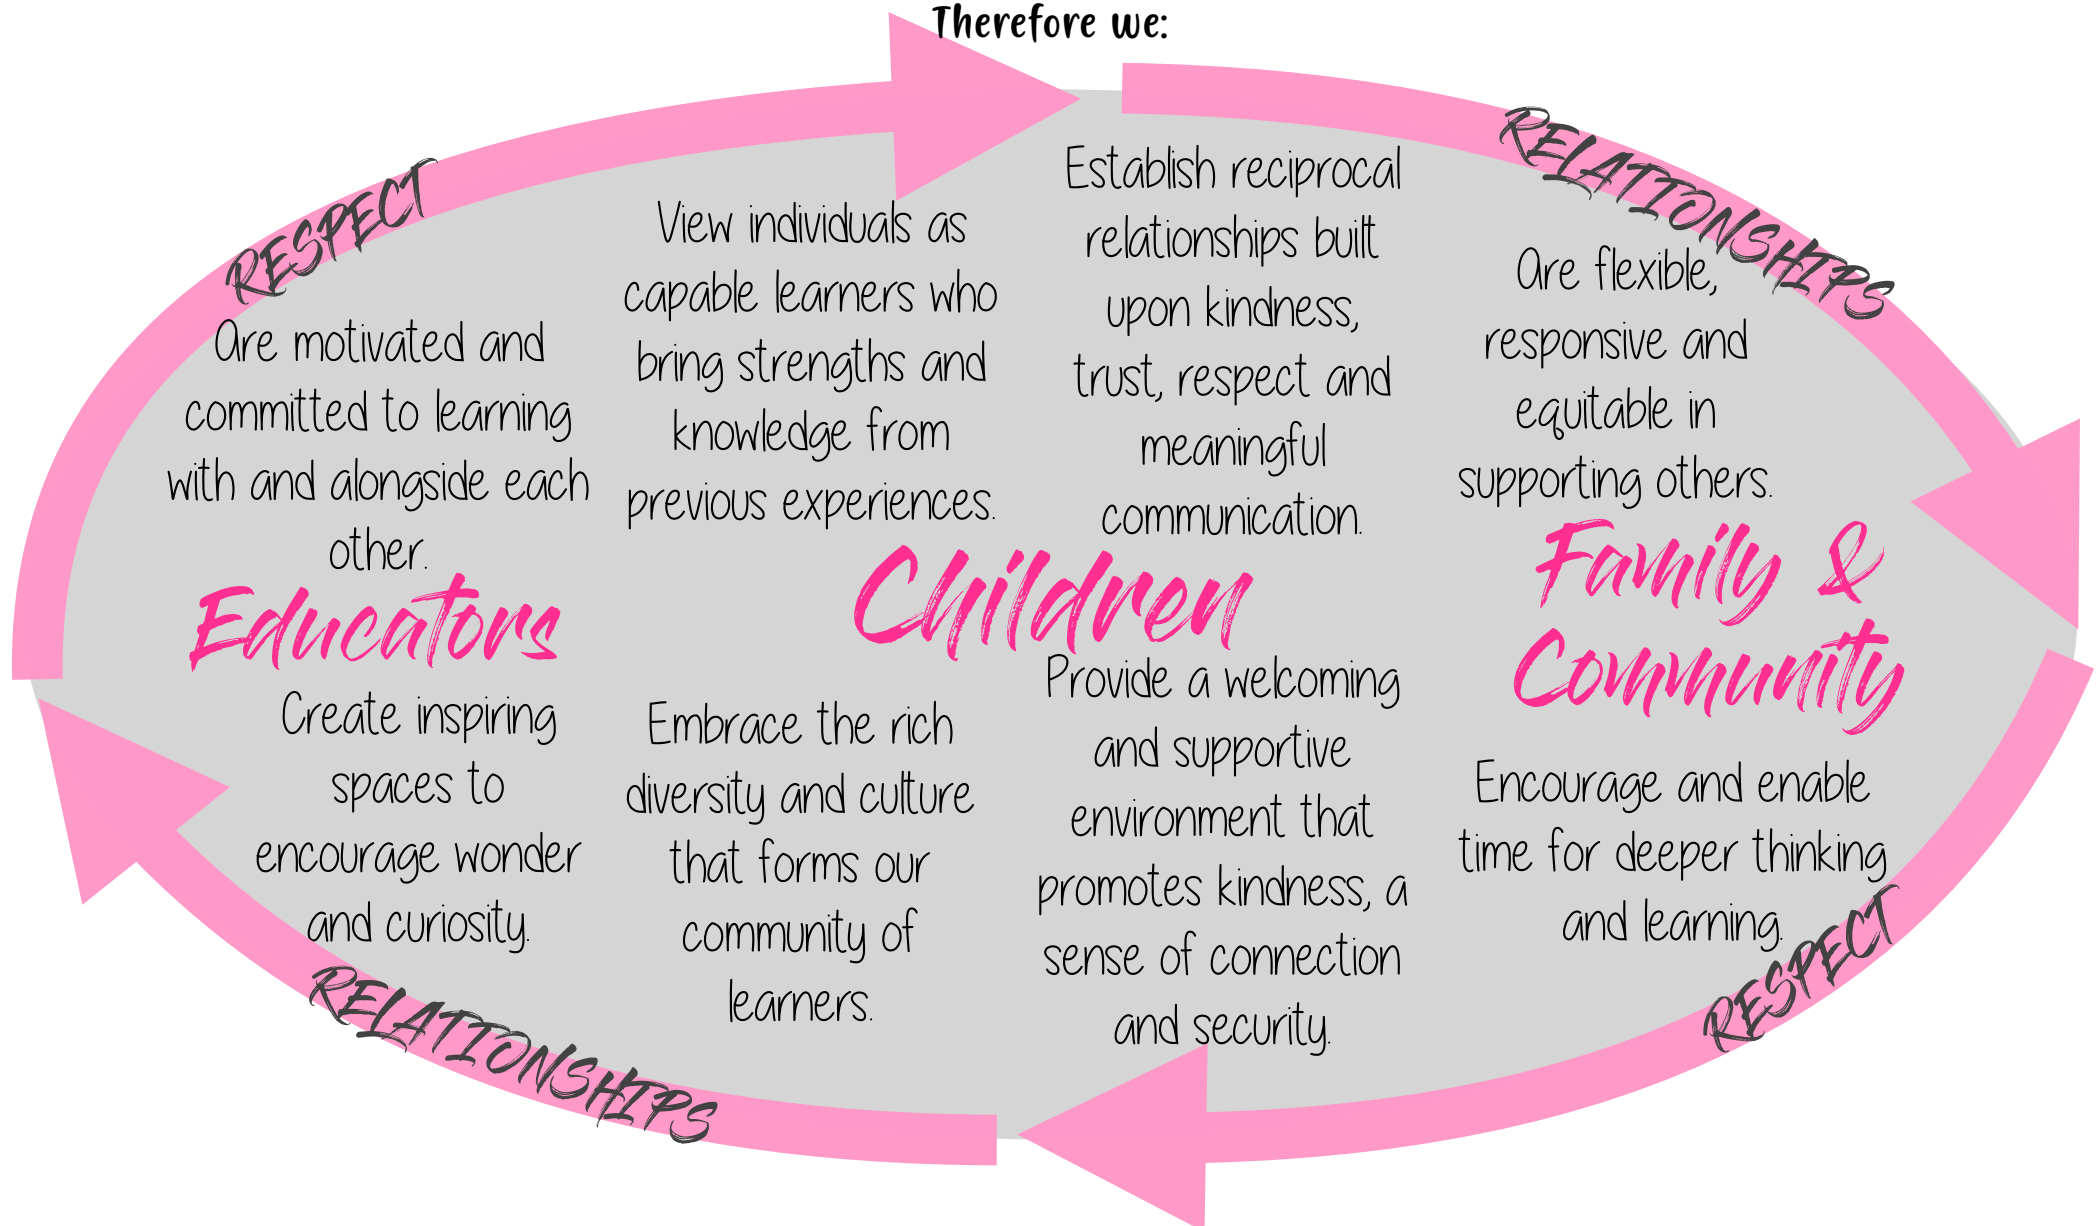 Therefore we:
RESPECT
RELATIONSHIPS
Are motivated and
committed to learning
with and alongside each
other.
View individuals as
capable learners who
bring strengths and
knowledge from
previous experiences.
Establish reciprocal
relationships built
upon kindness,
trust, respect and
meaningful
communication.
Are flexible,
responsive and
equitable in
supporting others.
Educators
Children
Family &
Community
Create inspiring
spaces to
encourage wonder
and curiosity.
Embrace the rich
diversity and culture
that forms our
community of
learners.
Provide a welcoming
and supportive
environment that
promotes kindness, a
sense of connection
and security.
Encourage and enable
time for deeper thinking
and learning.
RELATIONSHIPS
RESPECT